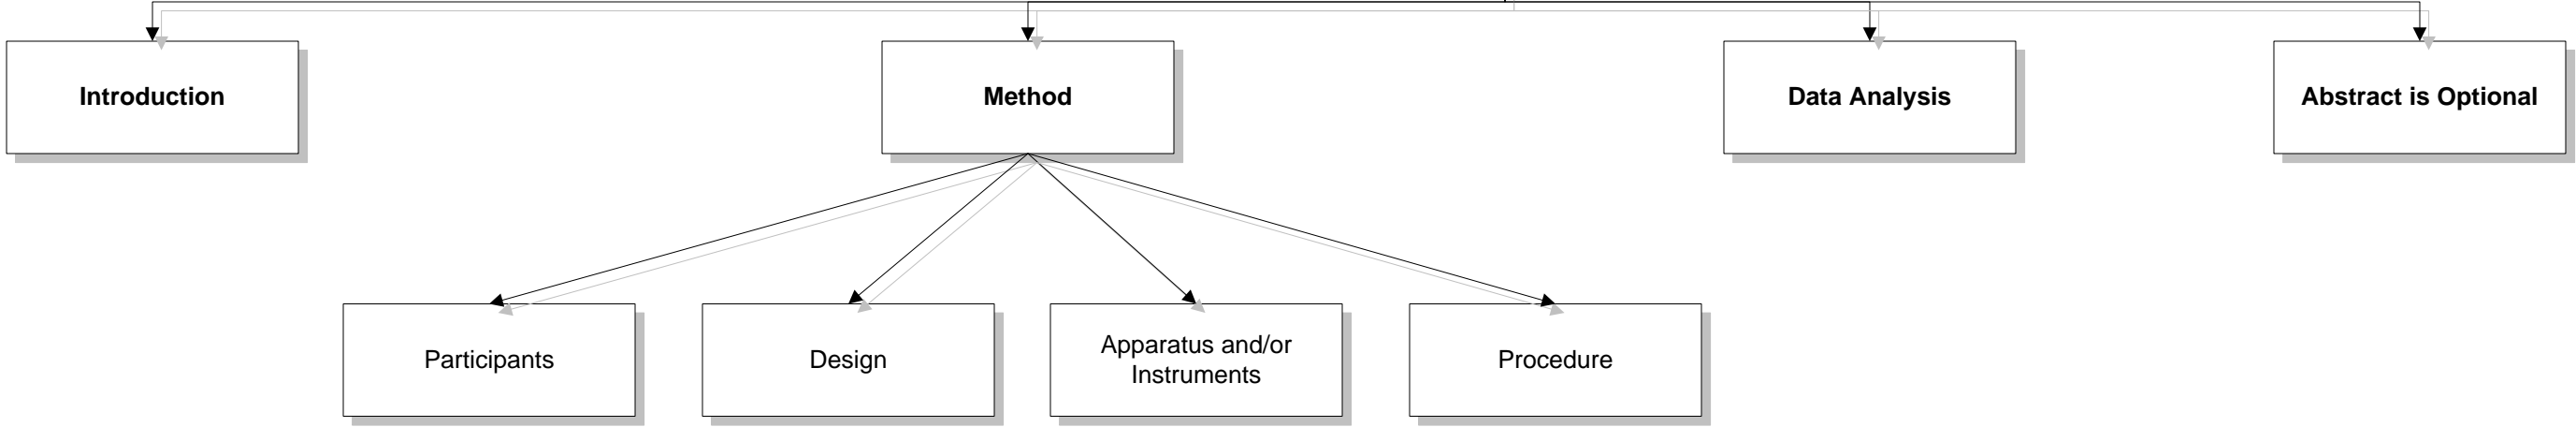 Introduction
Method
Data Analysis
Abstract is Optional
Participants
Design
Apparatus and/or
Instruments
Procedure